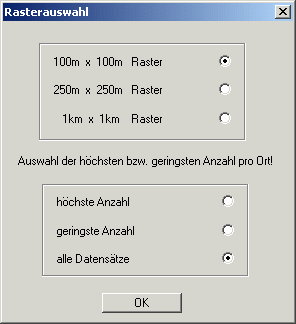 Rasterauswahl
100m x 100m Raster
250m x 250m Raster
1km x 1km Raster
Auswahl der höchsten bzw. geringsten Anzahl pro Ort!
höchste Anzahl
geringste Anzahl
alle Datensätze
OK